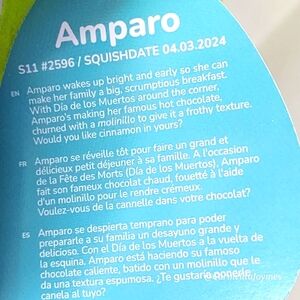 Amparo
S11 #2596 / SQUISHDATE 04.03.2024
EN Amparo wakes up bright and early so she can
make her family a big, scrumptious breakfast.
With Día de los Muertos around the corner,
Amparo's making her famous hot chocolate,
churned with a molinillo to give it a frothy texture.
Would you like cinnamon in yours?
FR Amparo se réveille tôt pour faire un grand et
délicieux petit déjeuner à sa famille. A l'occasion
de la Fête des Morts (Día de los Muertos), Amparo
fait son fameux chocolat chaud, fouetté à l'aide
d'un molinillo pour le rendre crémeux.
Voulez-vous de la cannelle dans votre chocolat?
ES Amparo se despierta temprano para poder
prepararle a su familia un desayuno grande y
delicioso. Con el Día de los Muertos a la vuelta de
la esquina, Amparo está haciendo su famoso
chocolate caliente, batido con un molinillo que le
da una textura espumosa. ¿Te gustaría ponerle
canela al tuyo?